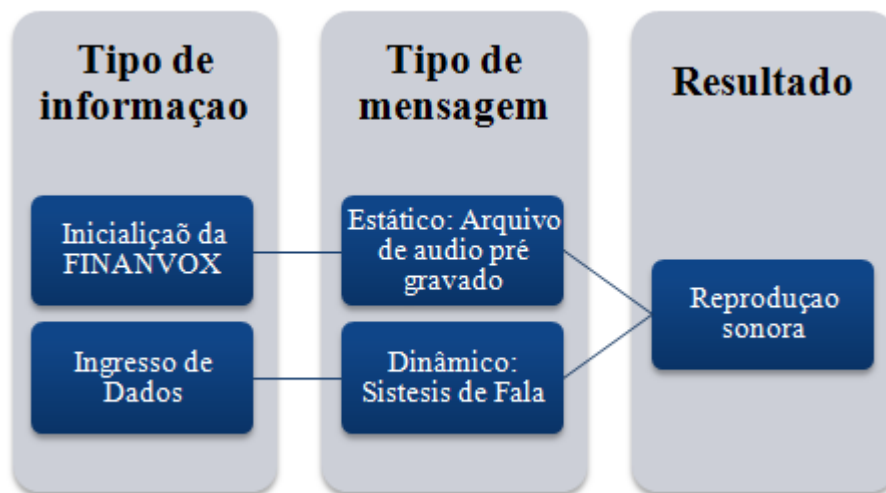 Tipo de
informaçao
Inicialiçaõ da
FINANVOX
Ingresso de
Dados
Tipo de
mensagem
Estático: Arquivo
de audio pré
gravado
Dinâmico:
Sistesis de Fala
Resultado
Reproduçao
sonora